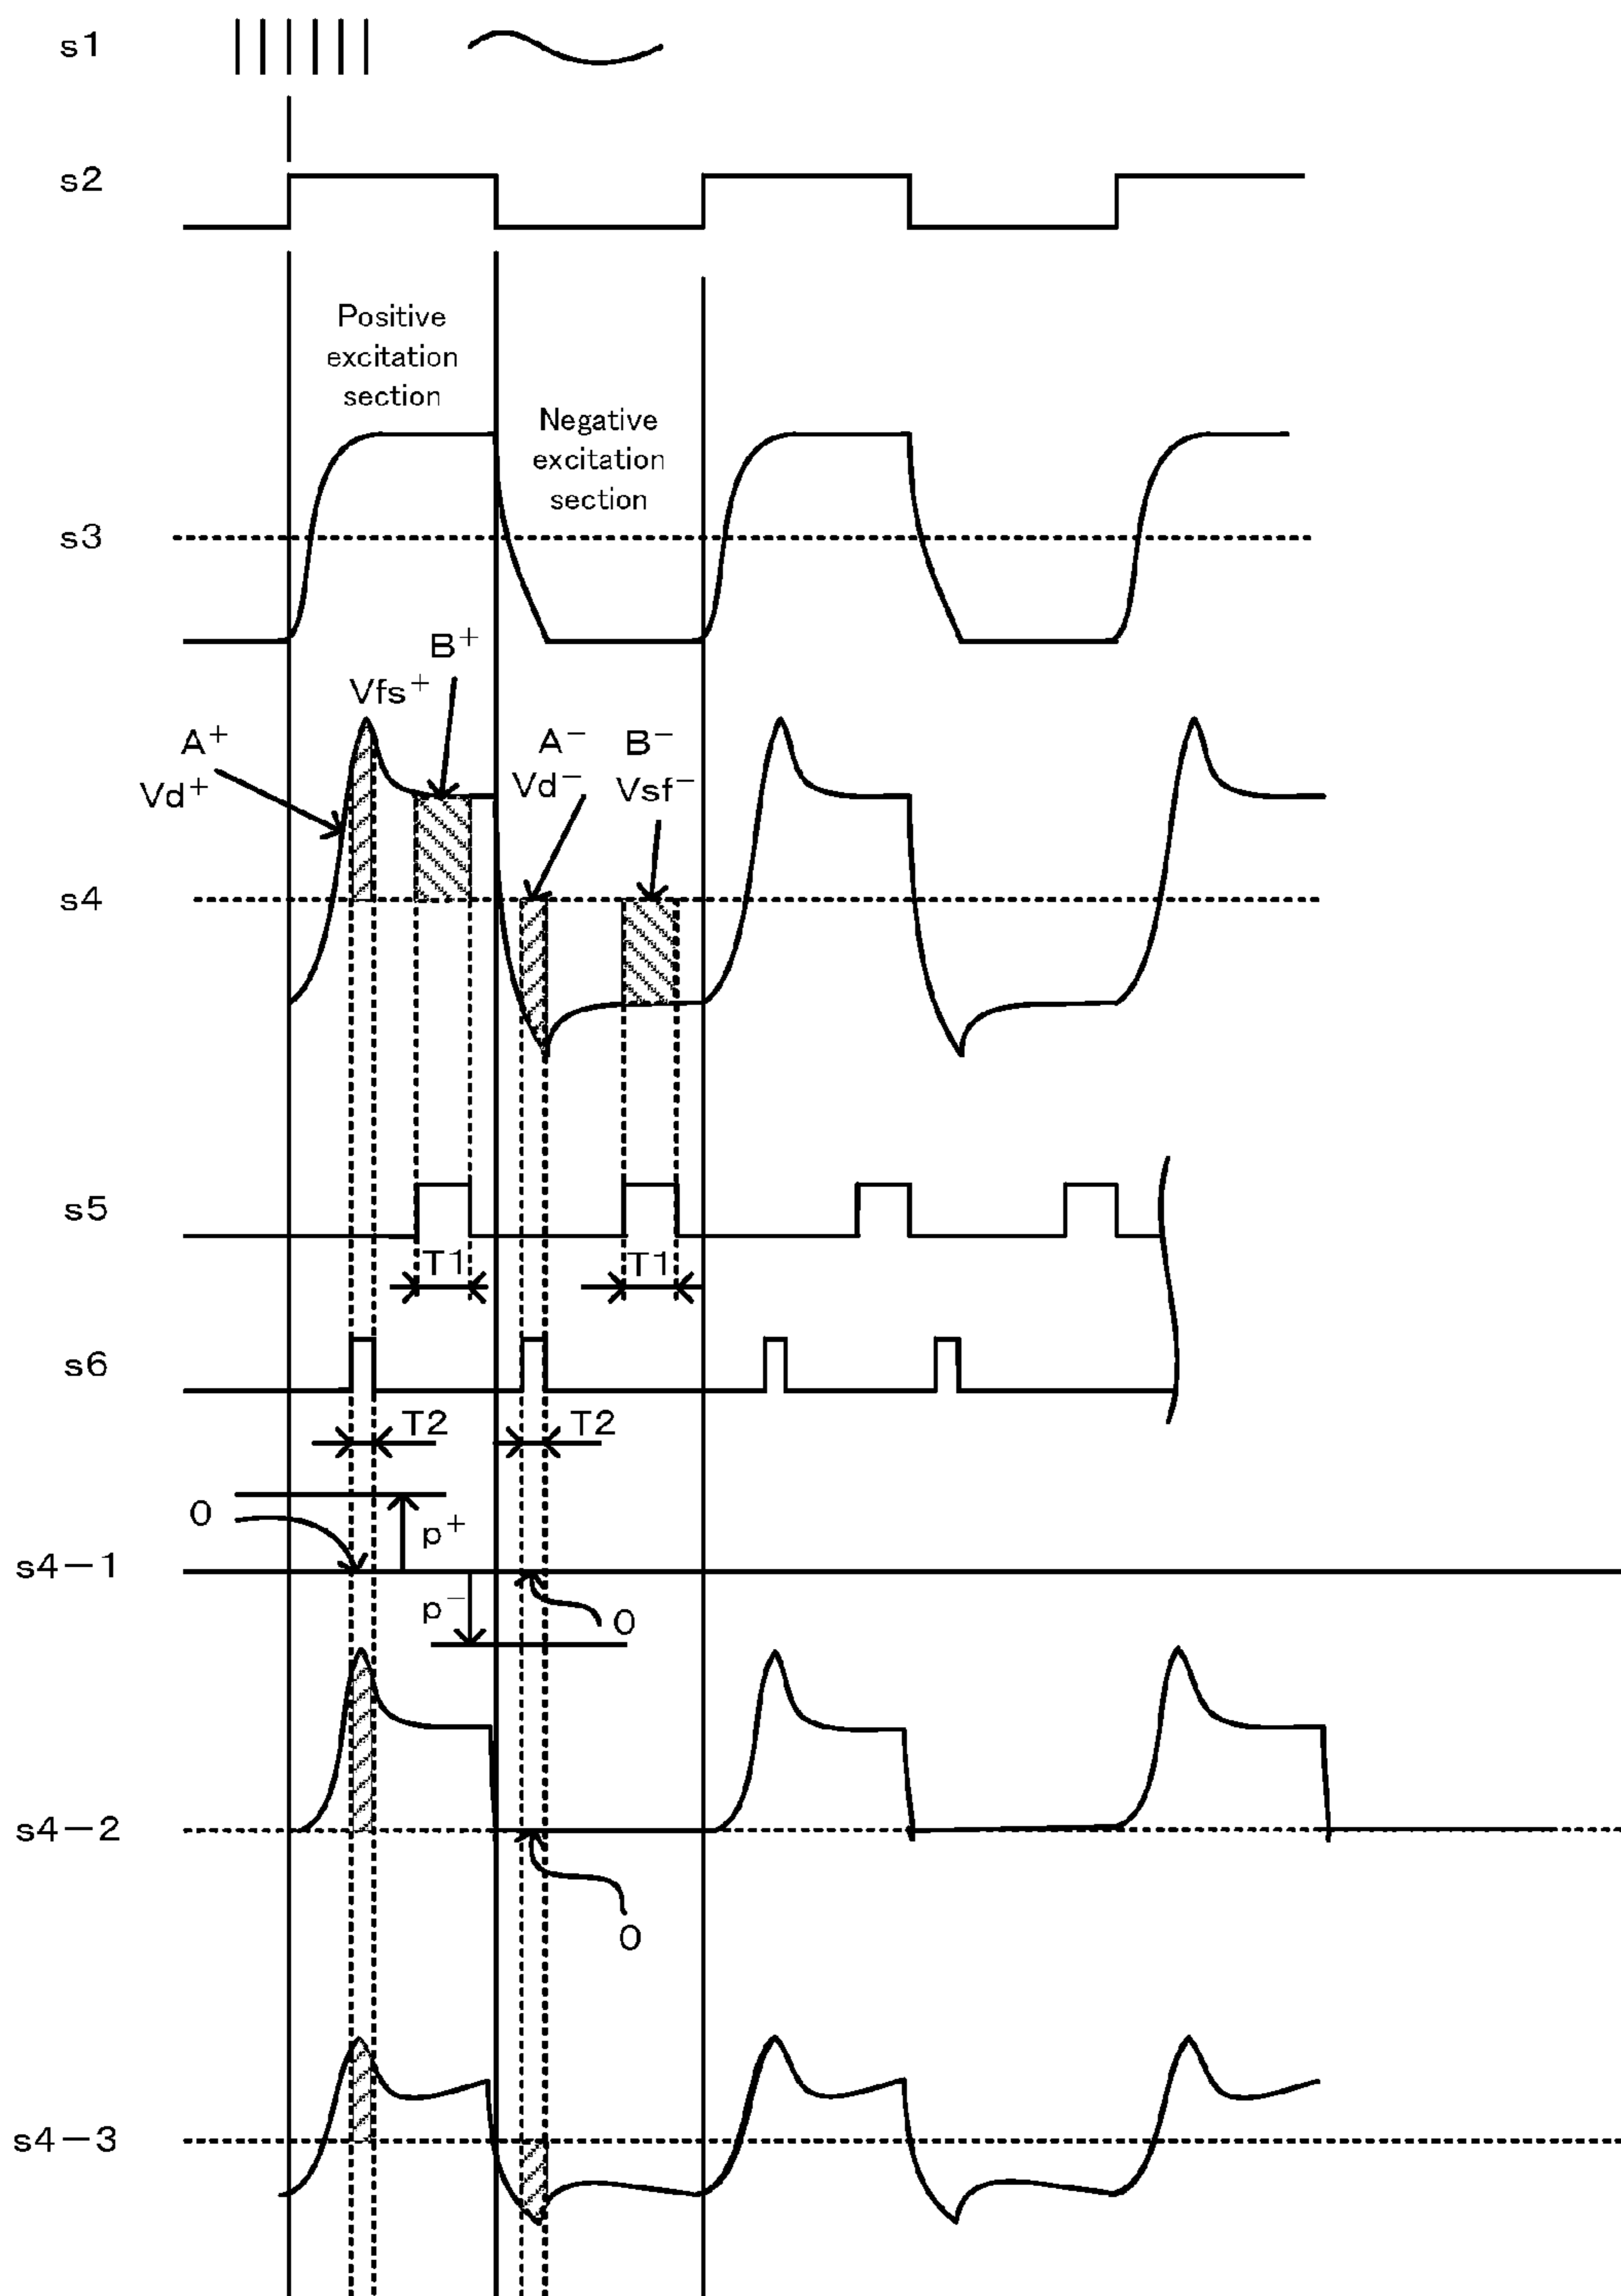 s1
s2
Positive
excitation
section
Negative
excitation
section
s3
B⁺
Vfs⁺
A⁺
Vd⁺
A⁻
Vd⁻
B⁻
Vsf⁻
s4
s5
T1
T1
s6
T2
T2
0
p⁺
s4-1
p⁻
0
s4-2
0
s4-3